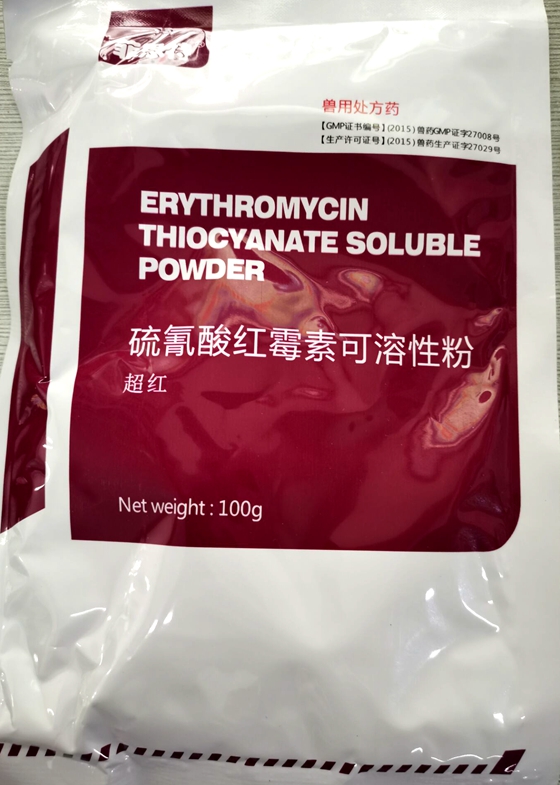 兽用处方药
【GMP证书编号】(2015)兽药GMP证字27008号
【生产许可证号】(2015)兽药生产证字27029号
ERYTHROMYCIN
THIOCYANATE SOLUBLE
POWDER
硫氰酸红霉素可溶性粉
超红
Net weight : 100g